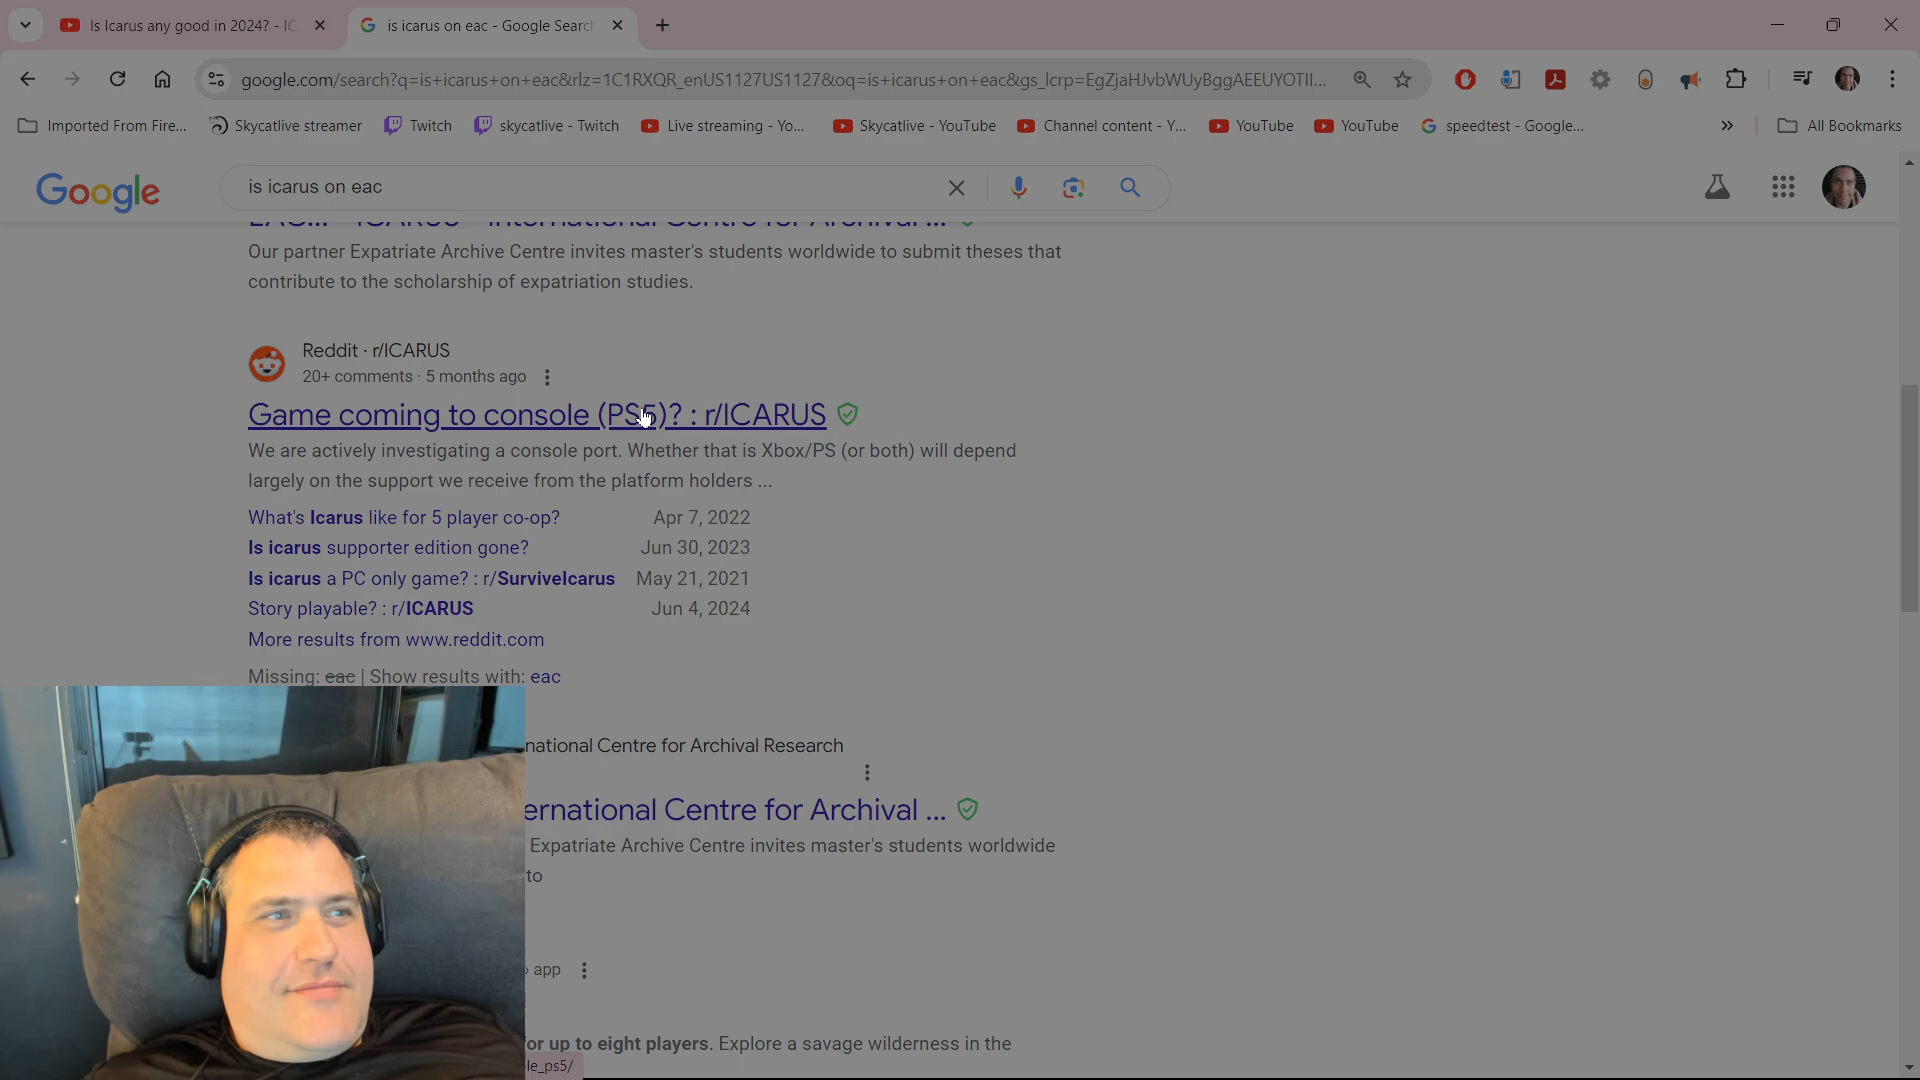 Is Icarus any good in 2024? - IC
is icarus on eac - Google Search
google.com/search?q=is+icarus+on+eac&rlz=1C1RXQR_enUS1127US1127&oq=is+icarus+on+eac&gs_lcrp=EgZjaHJvbWUyBggAEEUYOTII...
Imported From Fire...
Skycatlive streamer
Twitch
skycatlive - Twitch
Live streaming - Yo...
Skycatlive - YouTube
Channel content - Y...
YouTube
YouTube
speedtest - Google...
All Bookmarks
Google
is icarus on eac
EAC... - ICARUS - International Centre for Archival ...
Our partner Expatriate Archive Centre invites master's students worldwide to submit theses that
contribute to the scholarship of expatriation studies.
Reddit · r/ICARUS
20+ comments · 5 months ago
Game coming to console (PS5)? : r/ICARUS
We are actively investigating a console port. Whether that is Xbox/PS (or both) will depend
largely on the support we receive from the platform holders ...
What's Icarus like for 5 player co-op? Apr 7, 2022
Is icarus supporter edition gone? Jun 30, 2023
Is icarus a PC only game? : r/SurviveIcarus May 21, 2021
Story playable? : r/ICARUS Jun 4, 2024
More results from www.reddit.com
Missing: eac | Show results with: eac
national Centre for Archival Research
ernational Centre for Archival ...
Expatriate Archive Centre invites master's students worldwide
to
› app
or up to eight players. Explore a savage wilderness in the
le_ps5/